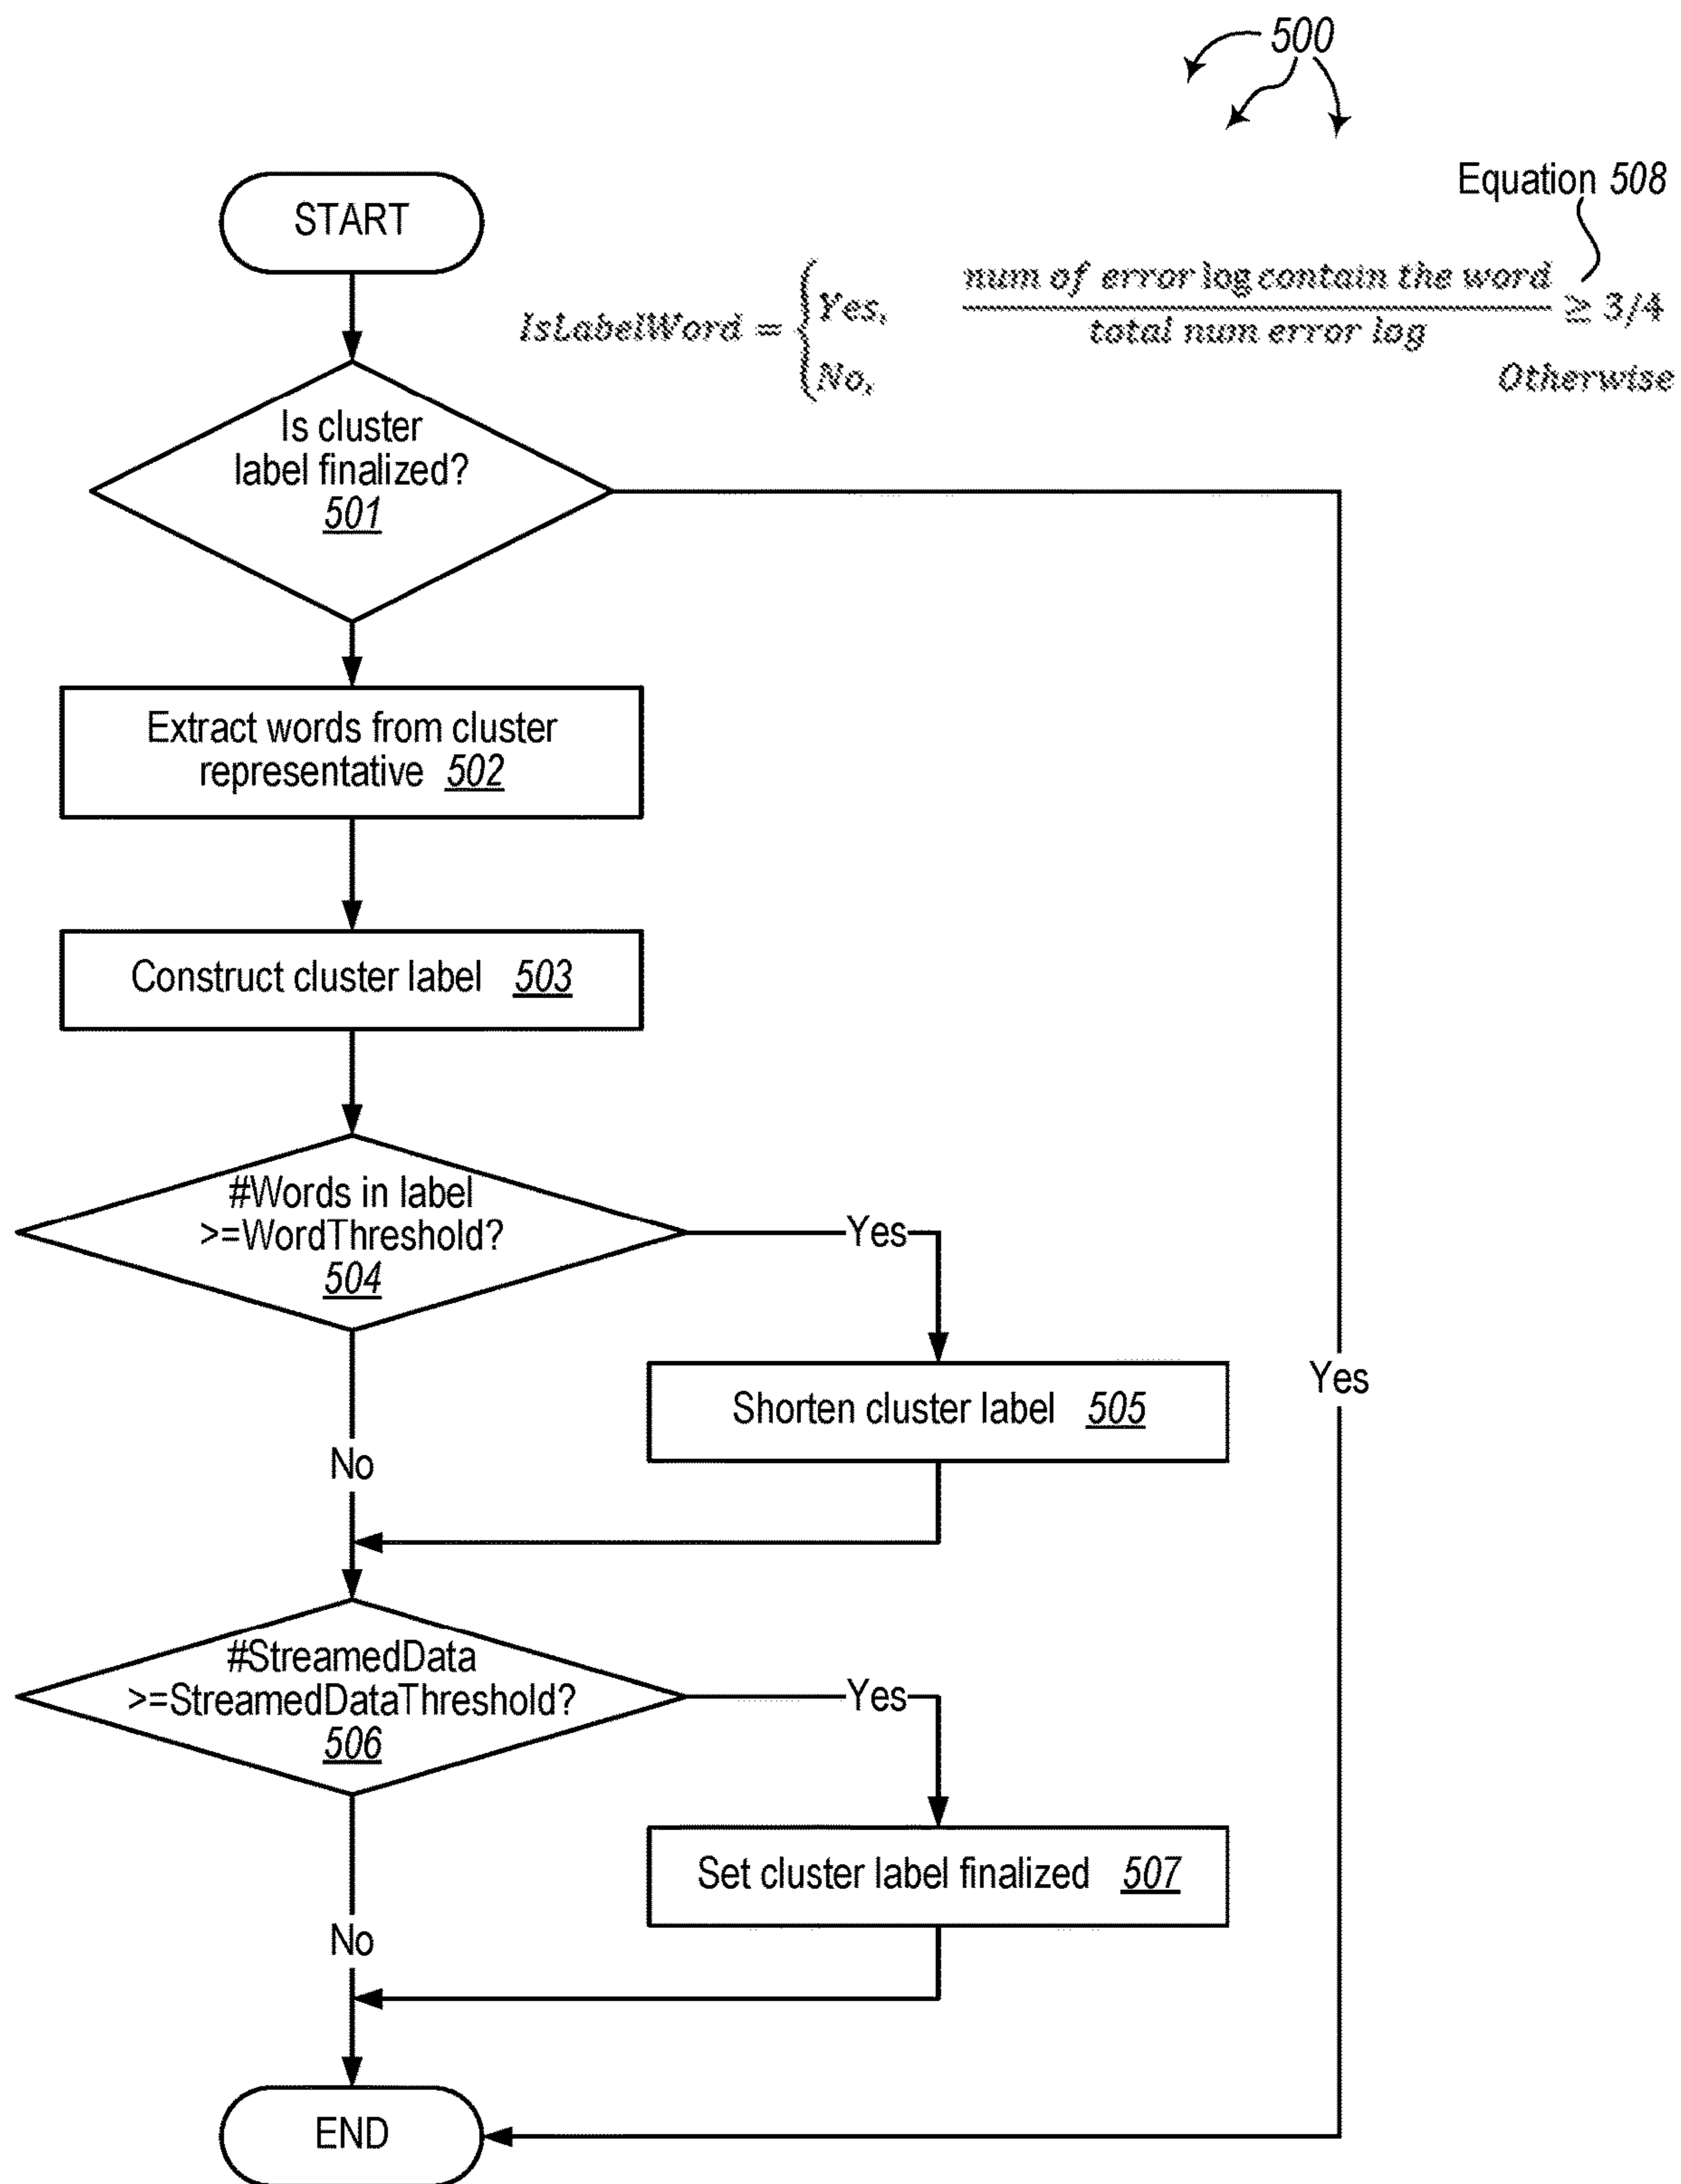 500
Equation 508
START
IsLabelWord = { Yes, num of error log contain the word / total num error log ≥ 3/4
No, Otherwise
Is cluster
label finalized?
501
Extract words from cluster
representative 502
Construct cluster label 503
#Words in label
>=WordThreshold?
504
Yes
Shorten cluster label 505
Yes
No
#StreamedData
>=StreamedDataThreshold?
506
Yes
Set cluster label finalized 507
No
END